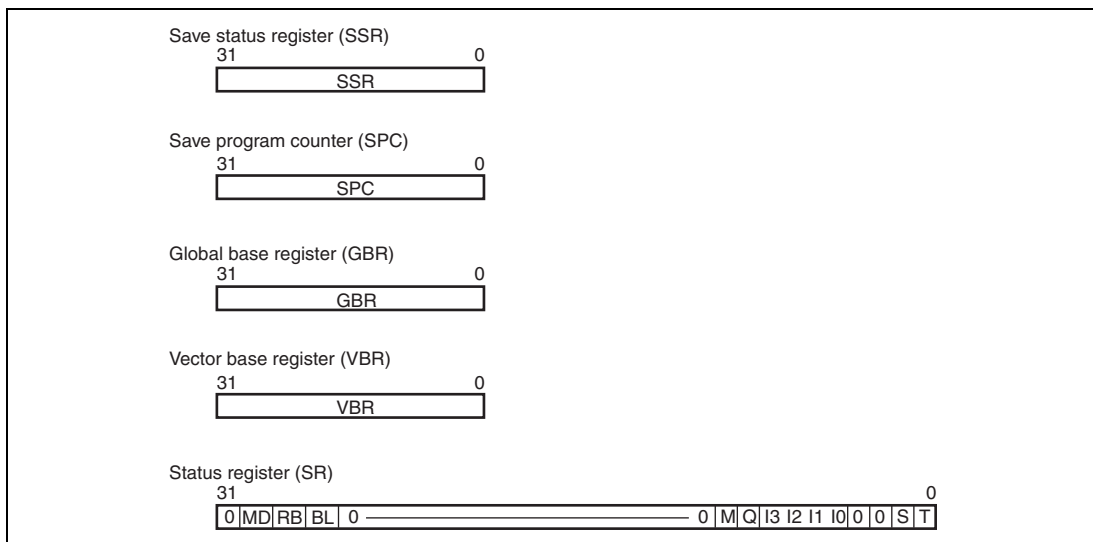 Save status register (SSR)
31 0
SSR
Save program counter (SPC)
31 0
SPC
Global base register (GBR)
31 0
GBR
Vector base register (VBR)
31 0
VBR
Status register (SR)
31 0
0 MD RB BL 0 0 M Q I3 I2 I1 I0 0 0 S T